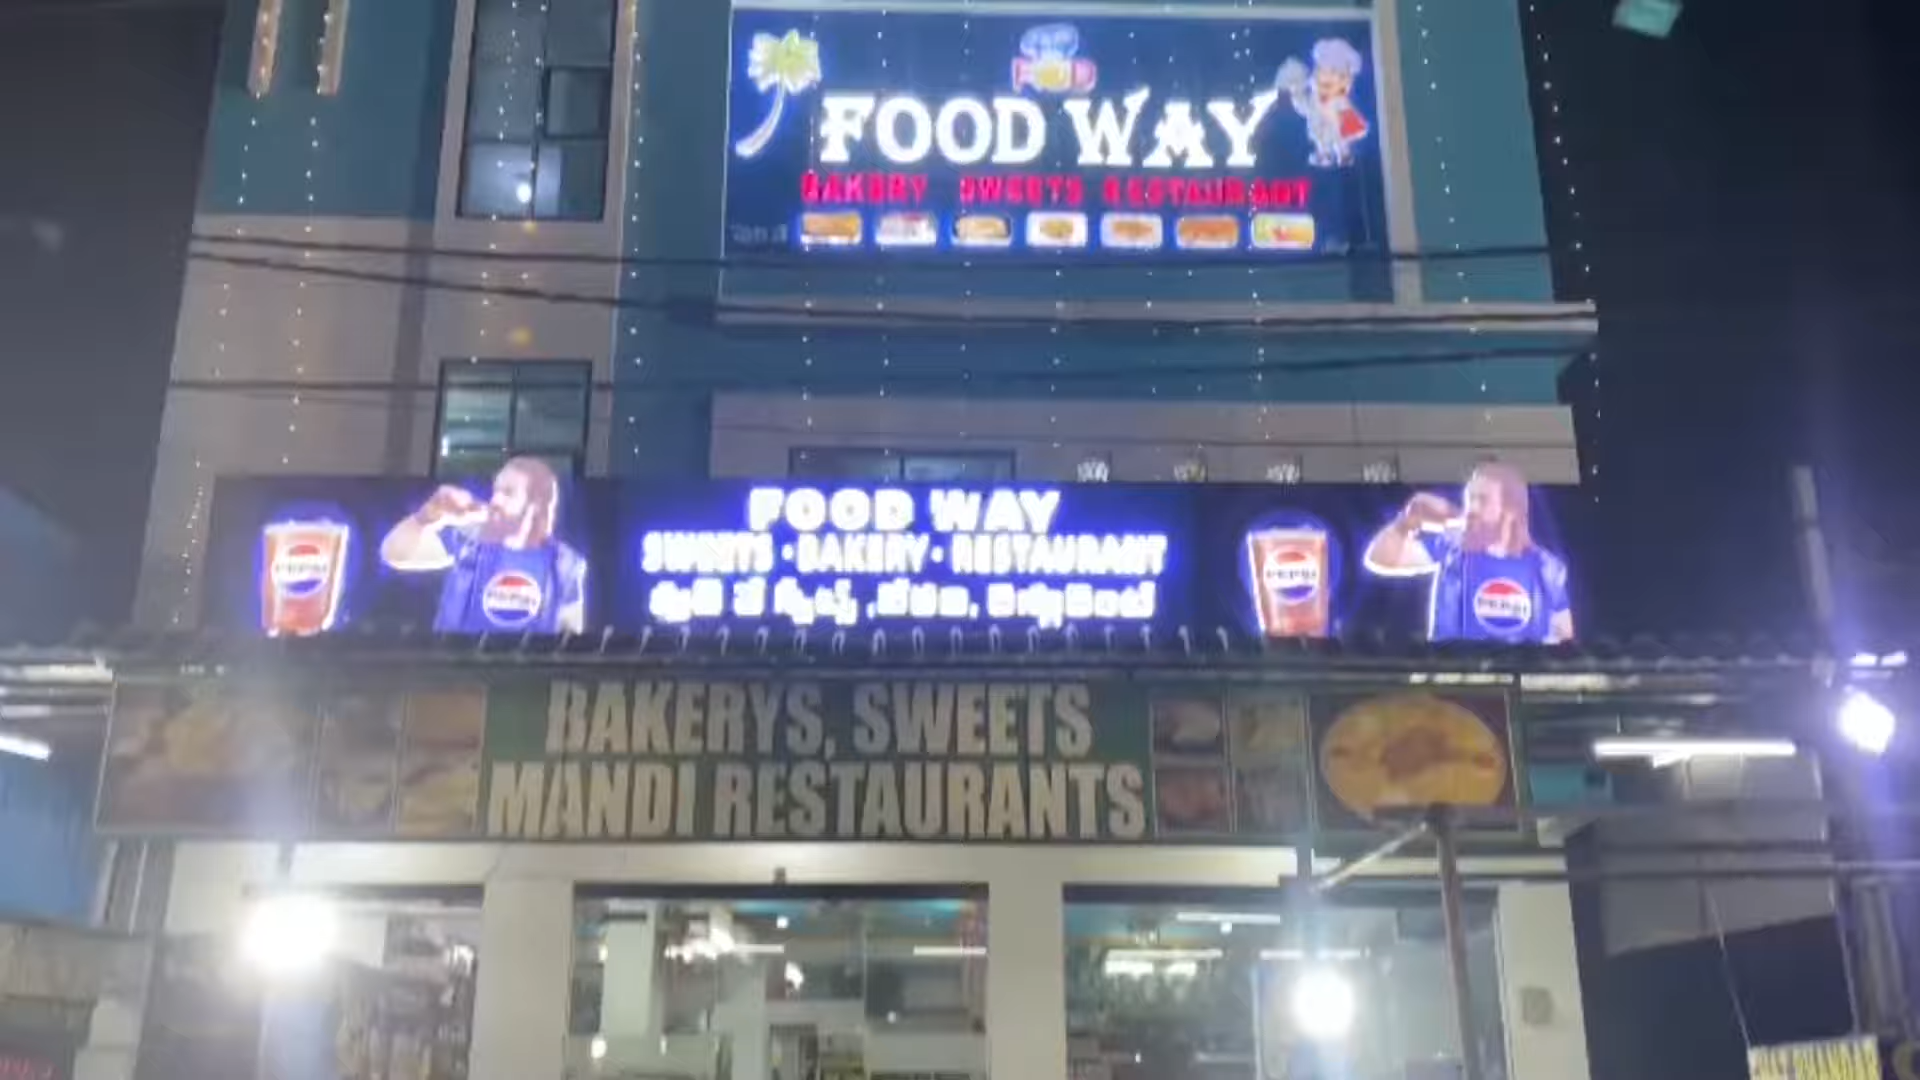 FOOD WAY
BAKERY SWEETS RESTAURANT
FOOD WAY
SWEETS · BAKERY · RESTAURANT
PEPSI
PEPSI
PEPSI
PEPSI
BAKERYS, SWEETS
MANDI RESTAURANTS